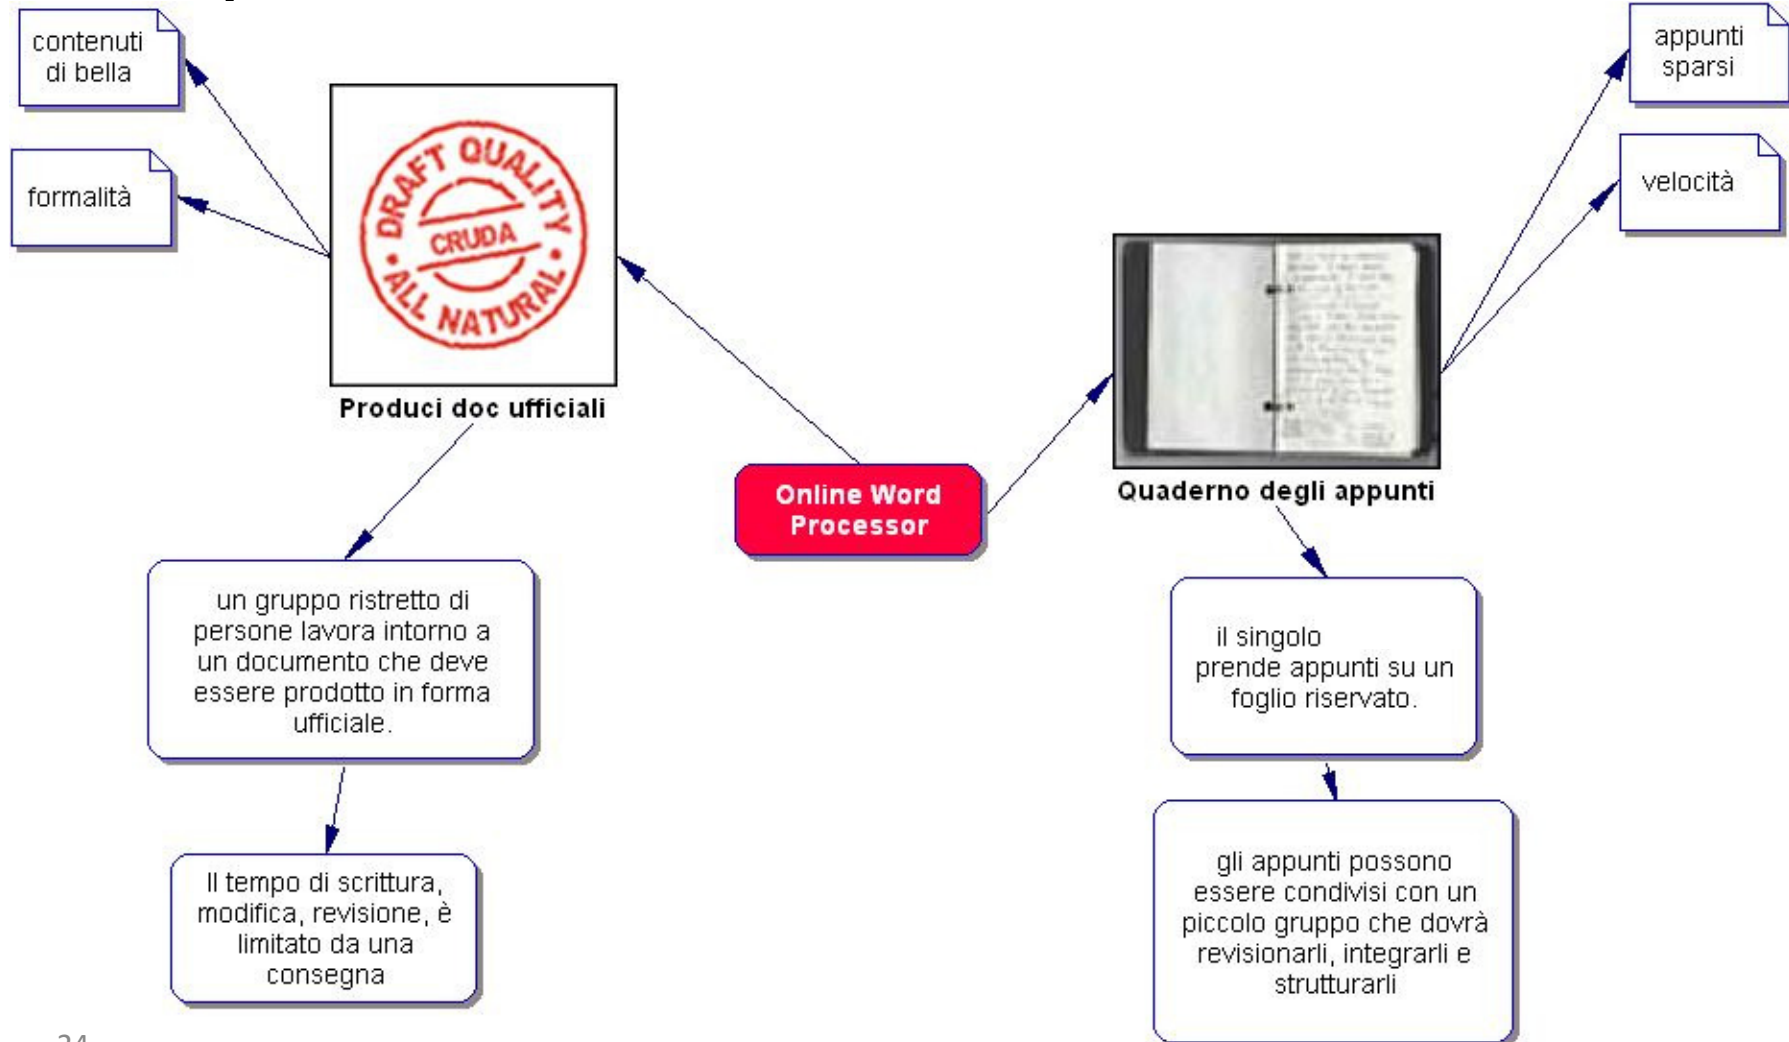 contenuti
di bella
formalità
DRAFT QUALITY
CRUDA
ALL NATURAL
Produci doc ufficiali
appunti
sparsi
velocità
Quaderno degli appunti
Online Word
Processor
un gruppo ristretto di
persone lavora intorno a
un documento che deve
essere prodotto in forma
ufficiale.
Il tempo di scrittura,
modifica, revisione, è
limitato da una
consegna
il singolo
prende appunti su un
foglio riservato.
gli appunti possono
essere condivisi con un
piccolo gruppo che dovrà
revisionarli, integrarli e
strutturarli